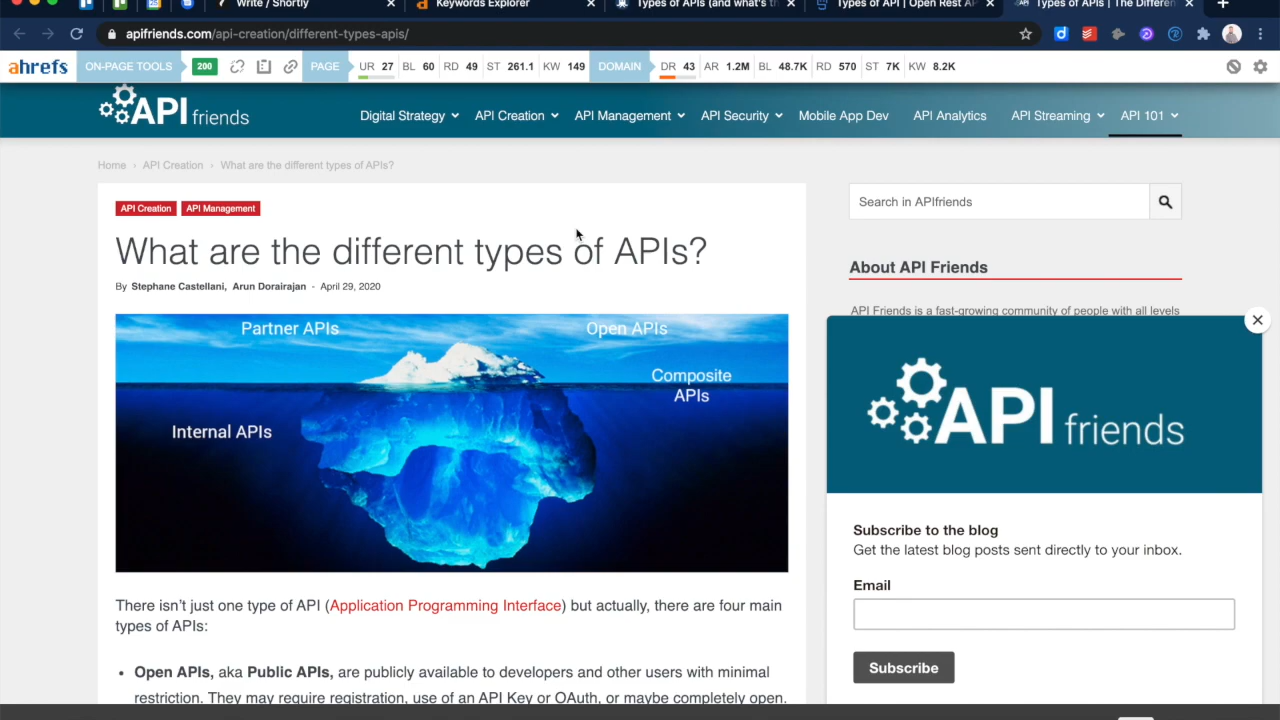 Write / Shortly
Keywords Explorer
Types of APIs (and what's th
Types of API | Open Rest AP
Types of APIs | The Differen
apifriends.com/api-creation/different-types-apis/
ahrefs ON-PAGE TOOLS 200 PAGE UR 27 BL 60 RD 49 ST 261.1 KW 149 DOMAIN DR 43 AR 1.2M BL 48.7K RD 570 ST 7K KW 8.2K
API friends
Digital Strategy API Creation API Management API Security Mobile App Dev API Analytics API Streaming API 101
Home › API Creation › What are the different types of APIs?
API Creation API Management
What are the different types of APIs?
By Stephane Castellani, Arun Dorairajan - April 29, 2020
Partner APIs
Open APIs
Composite
APIs
Internal APIs
There isn't just one type of API (Application Programming Interface) but actually, there are four main
types of APIs:
• Open APIs, aka Public APIs, are publicly available to developers and other users with minimal
restriction. They may require registration, use of an API Key or OAuth, or maybe completely open.
Search in APIfriends
About API Friends
API Friends is a fast-growing community of people with all levels
API friends
Subscribe to the blog
Get the latest blog posts sent directly to your inbox.
Email
Subscribe